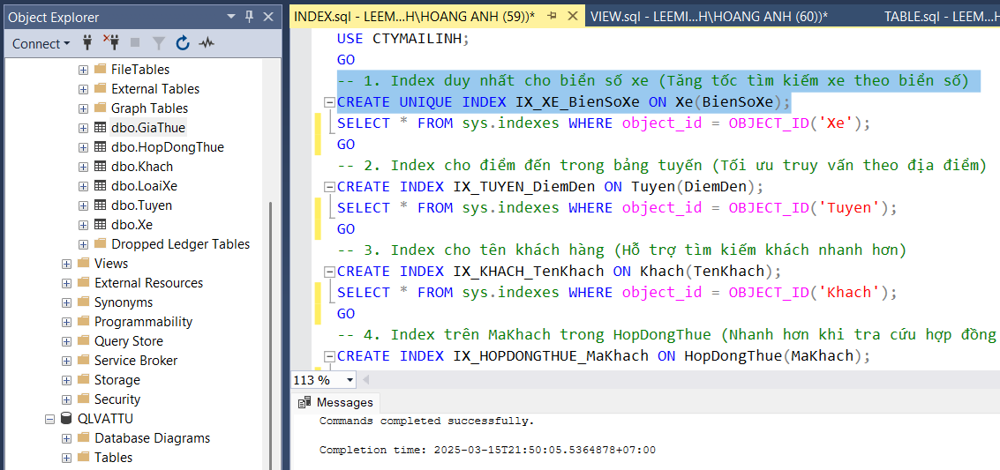 Object Explorer
Connect
FileTables
External Tables
Graph Tables
dbo.GiaThue
dbo.HopDongThue
dbo.Khach
dbo.LoaiXe
dbo.Tuyen
dbo.Xe
Dropped Ledger Tables
Views
External Resources
Synonyms
Programmability
Query Store
Service Broker
Storage
Security
QLVATTU
Database Diagrams
Tables
INDEX.sql - LEEM...H\HOANG ANH (59))* VIEW.sql - LEEMI...H\HOANG ANH (60))* TABLE.sql - LEEM...H
USE CTYMAILINH;
GO
-- 1. Index duy nhất cho biển số xe (Tăng tốc tìm kiếm xe theo biển số)
CREATE UNIQUE INDEX IX_XE_BienSoXe ON Xe(BienSoXe);
SELECT * FROM sys.indexes WHERE object_id = OBJECT_ID('Xe');
GO
-- 2. Index cho điểm đến trong bảng tuyến (Tối ưu truy vấn theo địa điểm)
CREATE INDEX IX_TUYEN_DiemDen ON Tuyen(DiemDen);
SELECT * FROM sys.indexes WHERE object_id = OBJECT_ID('Tuyen');
GO
-- 3. Index cho tên khách hàng (Hỗ trợ tìm kiếm khách nhanh hơn)
CREATE INDEX IX_KHACH_TenKhach ON Khach(TenKhach);
SELECT * FROM sys.indexes WHERE object_id = OBJECT_ID('Khach');
GO
-- 4. Index trên MaKhach trong HopDongThue (Nhanh hơn khi tra cứu hợp đồng
CREATE INDEX IX_HOPDONGTHUE_MaKhach ON HopDongThue(MaKhach);
113 %
Messages
Commands completed successfully.
Completion time: 2025-03-15T21:50:05.5364878+07:00